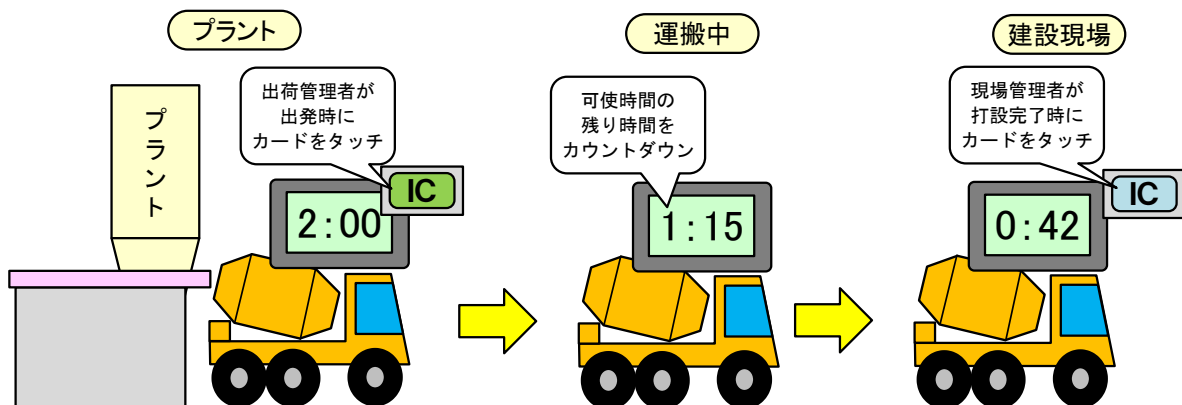 プラント
運搬中
建設現場
出荷管理者が
出発時に
カードをタッチ
可使時間の
残り時間を
カウントダウン
現場管理者が
打設完了時に
カードをタッチ
プラント
IC
2:00
1:15
IC
0:42